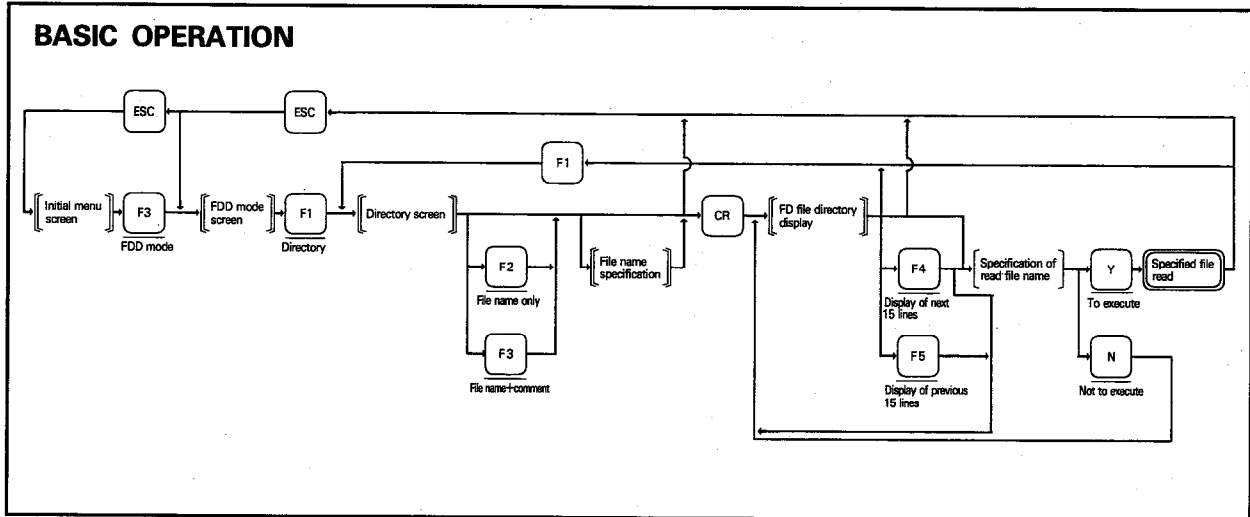 BASIC OPERATION
ESC
ESC
F1
Initial menu
screen
F3
FDD mode
FDD mode
screen
F1
Directory
Directory screen
F2
File name only
F3
File name+comment
File name
specification
CR
FD file directory
display
F4
Display of next
15 lines
F5
Display of previous
15 lines
Specification of
read file name
Y
To execute
N
Not to execute
Specified file
read